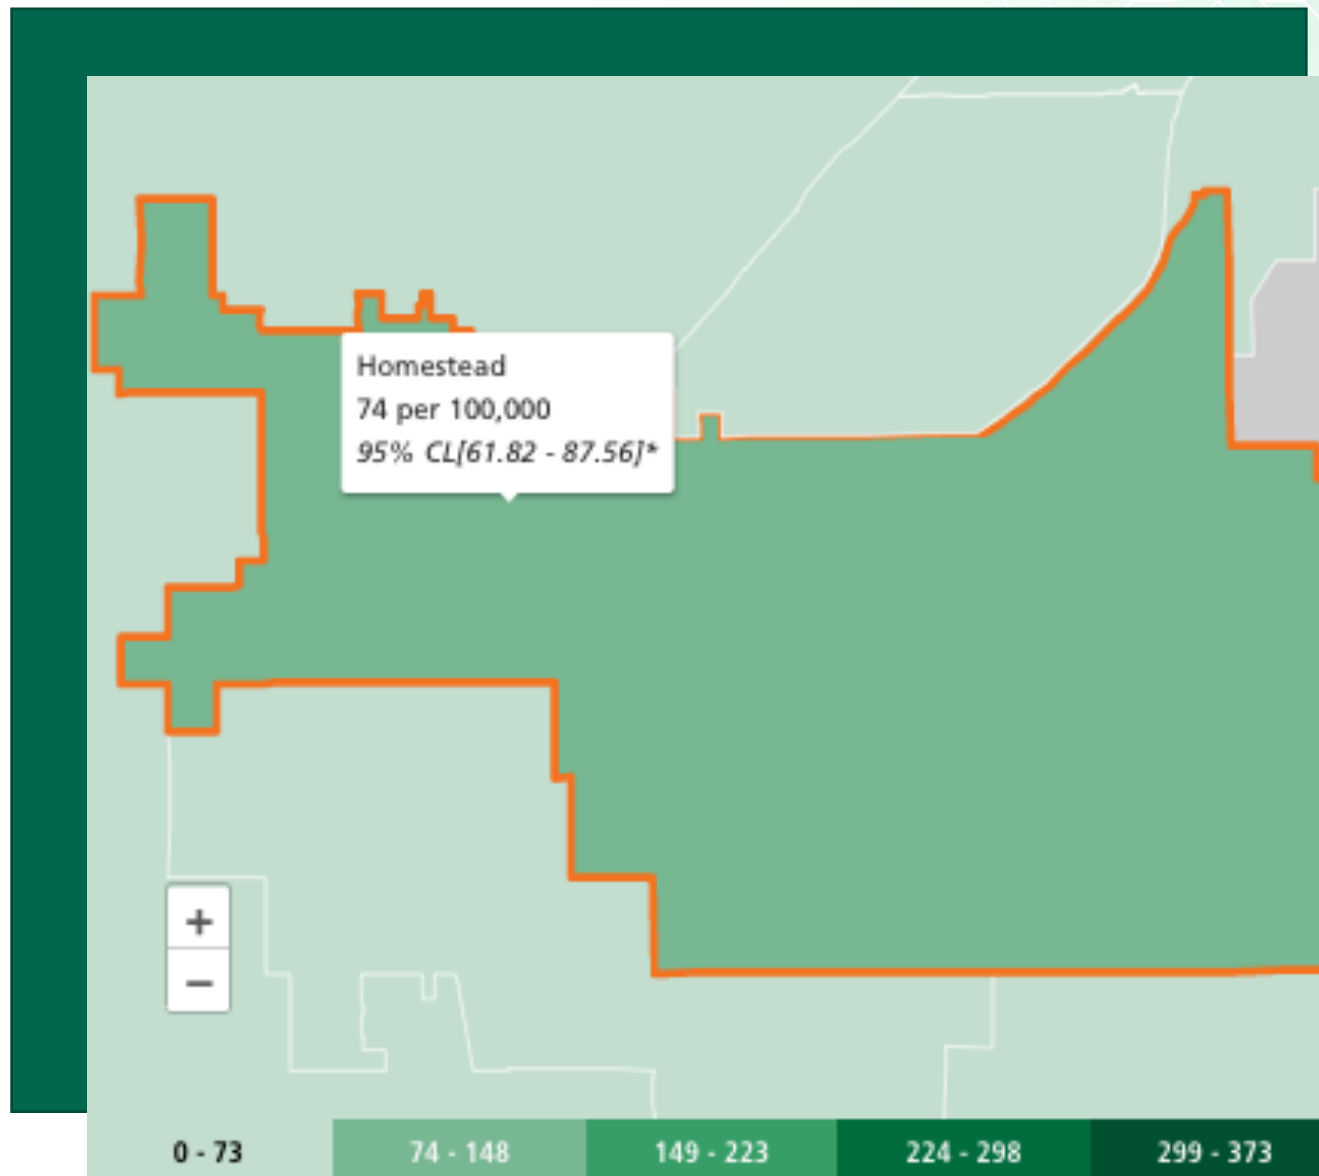 Homestead
74 per 100,000
95% CL[61.82 - 87.56]*
+
−
0 - 73 74 - 148 149 - 223 224 - 298 299 - 373